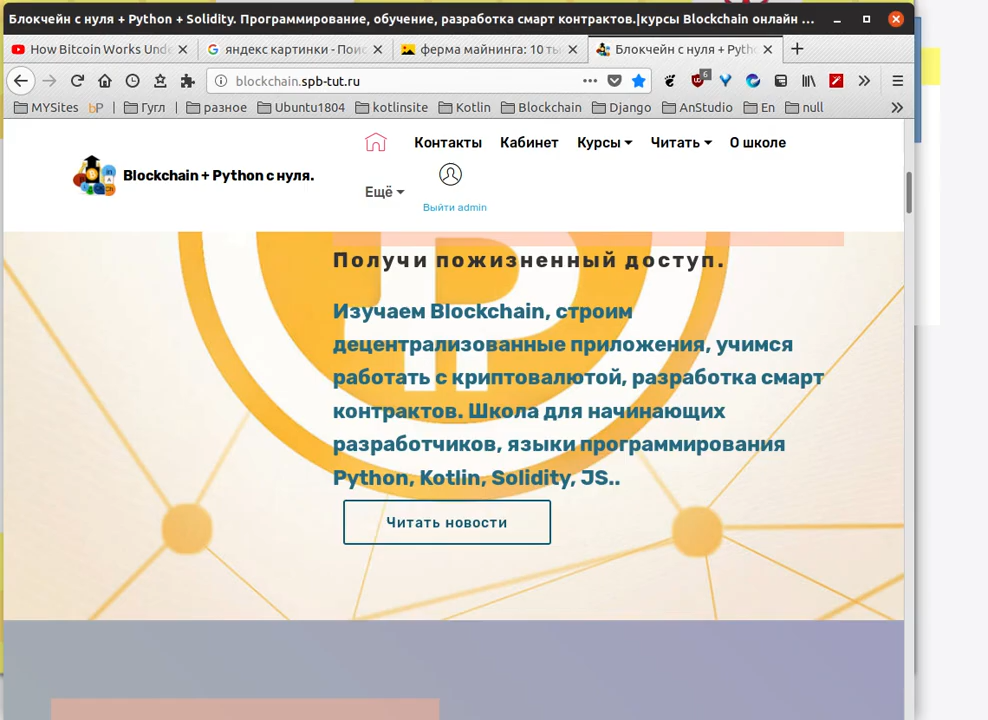 Блокчейн с нуля + Python + Solidity. Программирование, обучение, разработка смарт контрактов.|курсы Blockchain онлайн ...
How Bitcoin Works Unde
яндекс картинки - Поис
ферма майнинга: 10 ты
Блокчейн с нуля + Pyth
blockchain.spb-tut.ru
6
MYSites
bP
Гугл
разное
Ubuntu1804
kotlinsite
Kotlin
Blockchain
Django
AnStudio
En
null
Контакты Кабинет Курсы Читать О школе
Blockchain + Python с нуля.
Ещё
Выйти admin
Получи пожизненный доступ.
Изучаем Blockchain, строим
децентрализованные приложения, учимся
работать с криптовалютой, разработка смарт
контрактов. Школа для начинающих
разработчиков, языки программирования
Python, Kotlin, Solidity, JS..
Читать новости